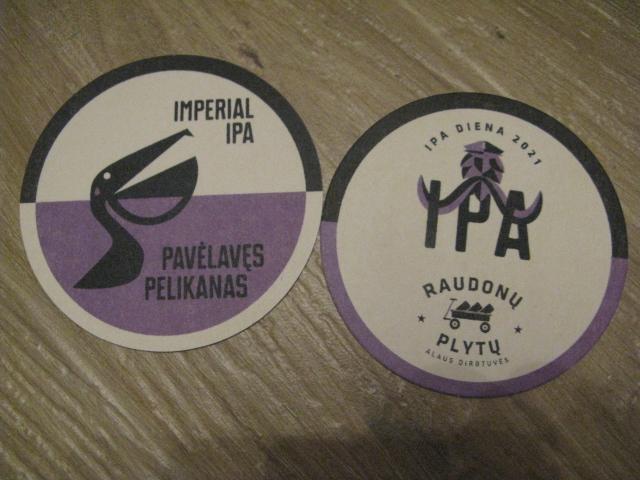 IMPERIAL
IPA
PAVĖLAVĘS
PELIKANAS
IPA DIENA 2021
IPA
RAUDONŲ
PLYTŲ
ALAUS DIRBTUVĖS